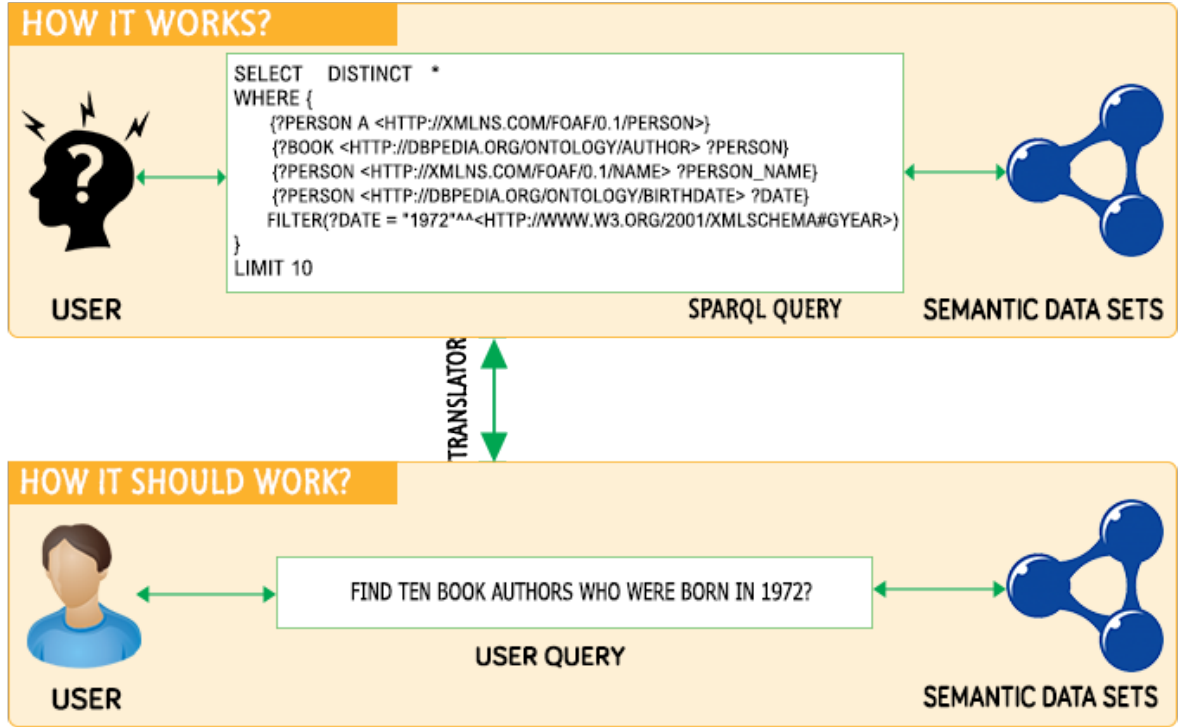 HOW IT WORKS?
SELECT DISTINCT *
WHERE {
{?PERSON A <HTTP://XMLNS.COM/FOAF/0.1/PERSON>}
{?BOOK <HTTP://DBPEDIA.ORG/ONTOLOGY/AUTHOR> ?PERSON}
{?PERSON <HTTP://XMLNS.COM/FOAF/0.1/NAME> ?PERSON_NAME}
{?PERSON <HTTP://DBPEDIA.ORG/ONTOLOGY/BIRTHDATE> ?DATE}
FILTER(?DATE = "1972"^^<HTTP://WWW.W3.ORG/2001/XMLSCHEMA#GYEAR>)
}
LIMIT 10
?
USER
SPARQL QUERY
SEMANTIC DATA SETS
TRANSLATOR
HOW IT SHOULD WORK?
FIND TEN BOOK AUTHORS WHO WERE BORN IN 1972?
USER QUERY
USER
SEMANTIC DATA SETS